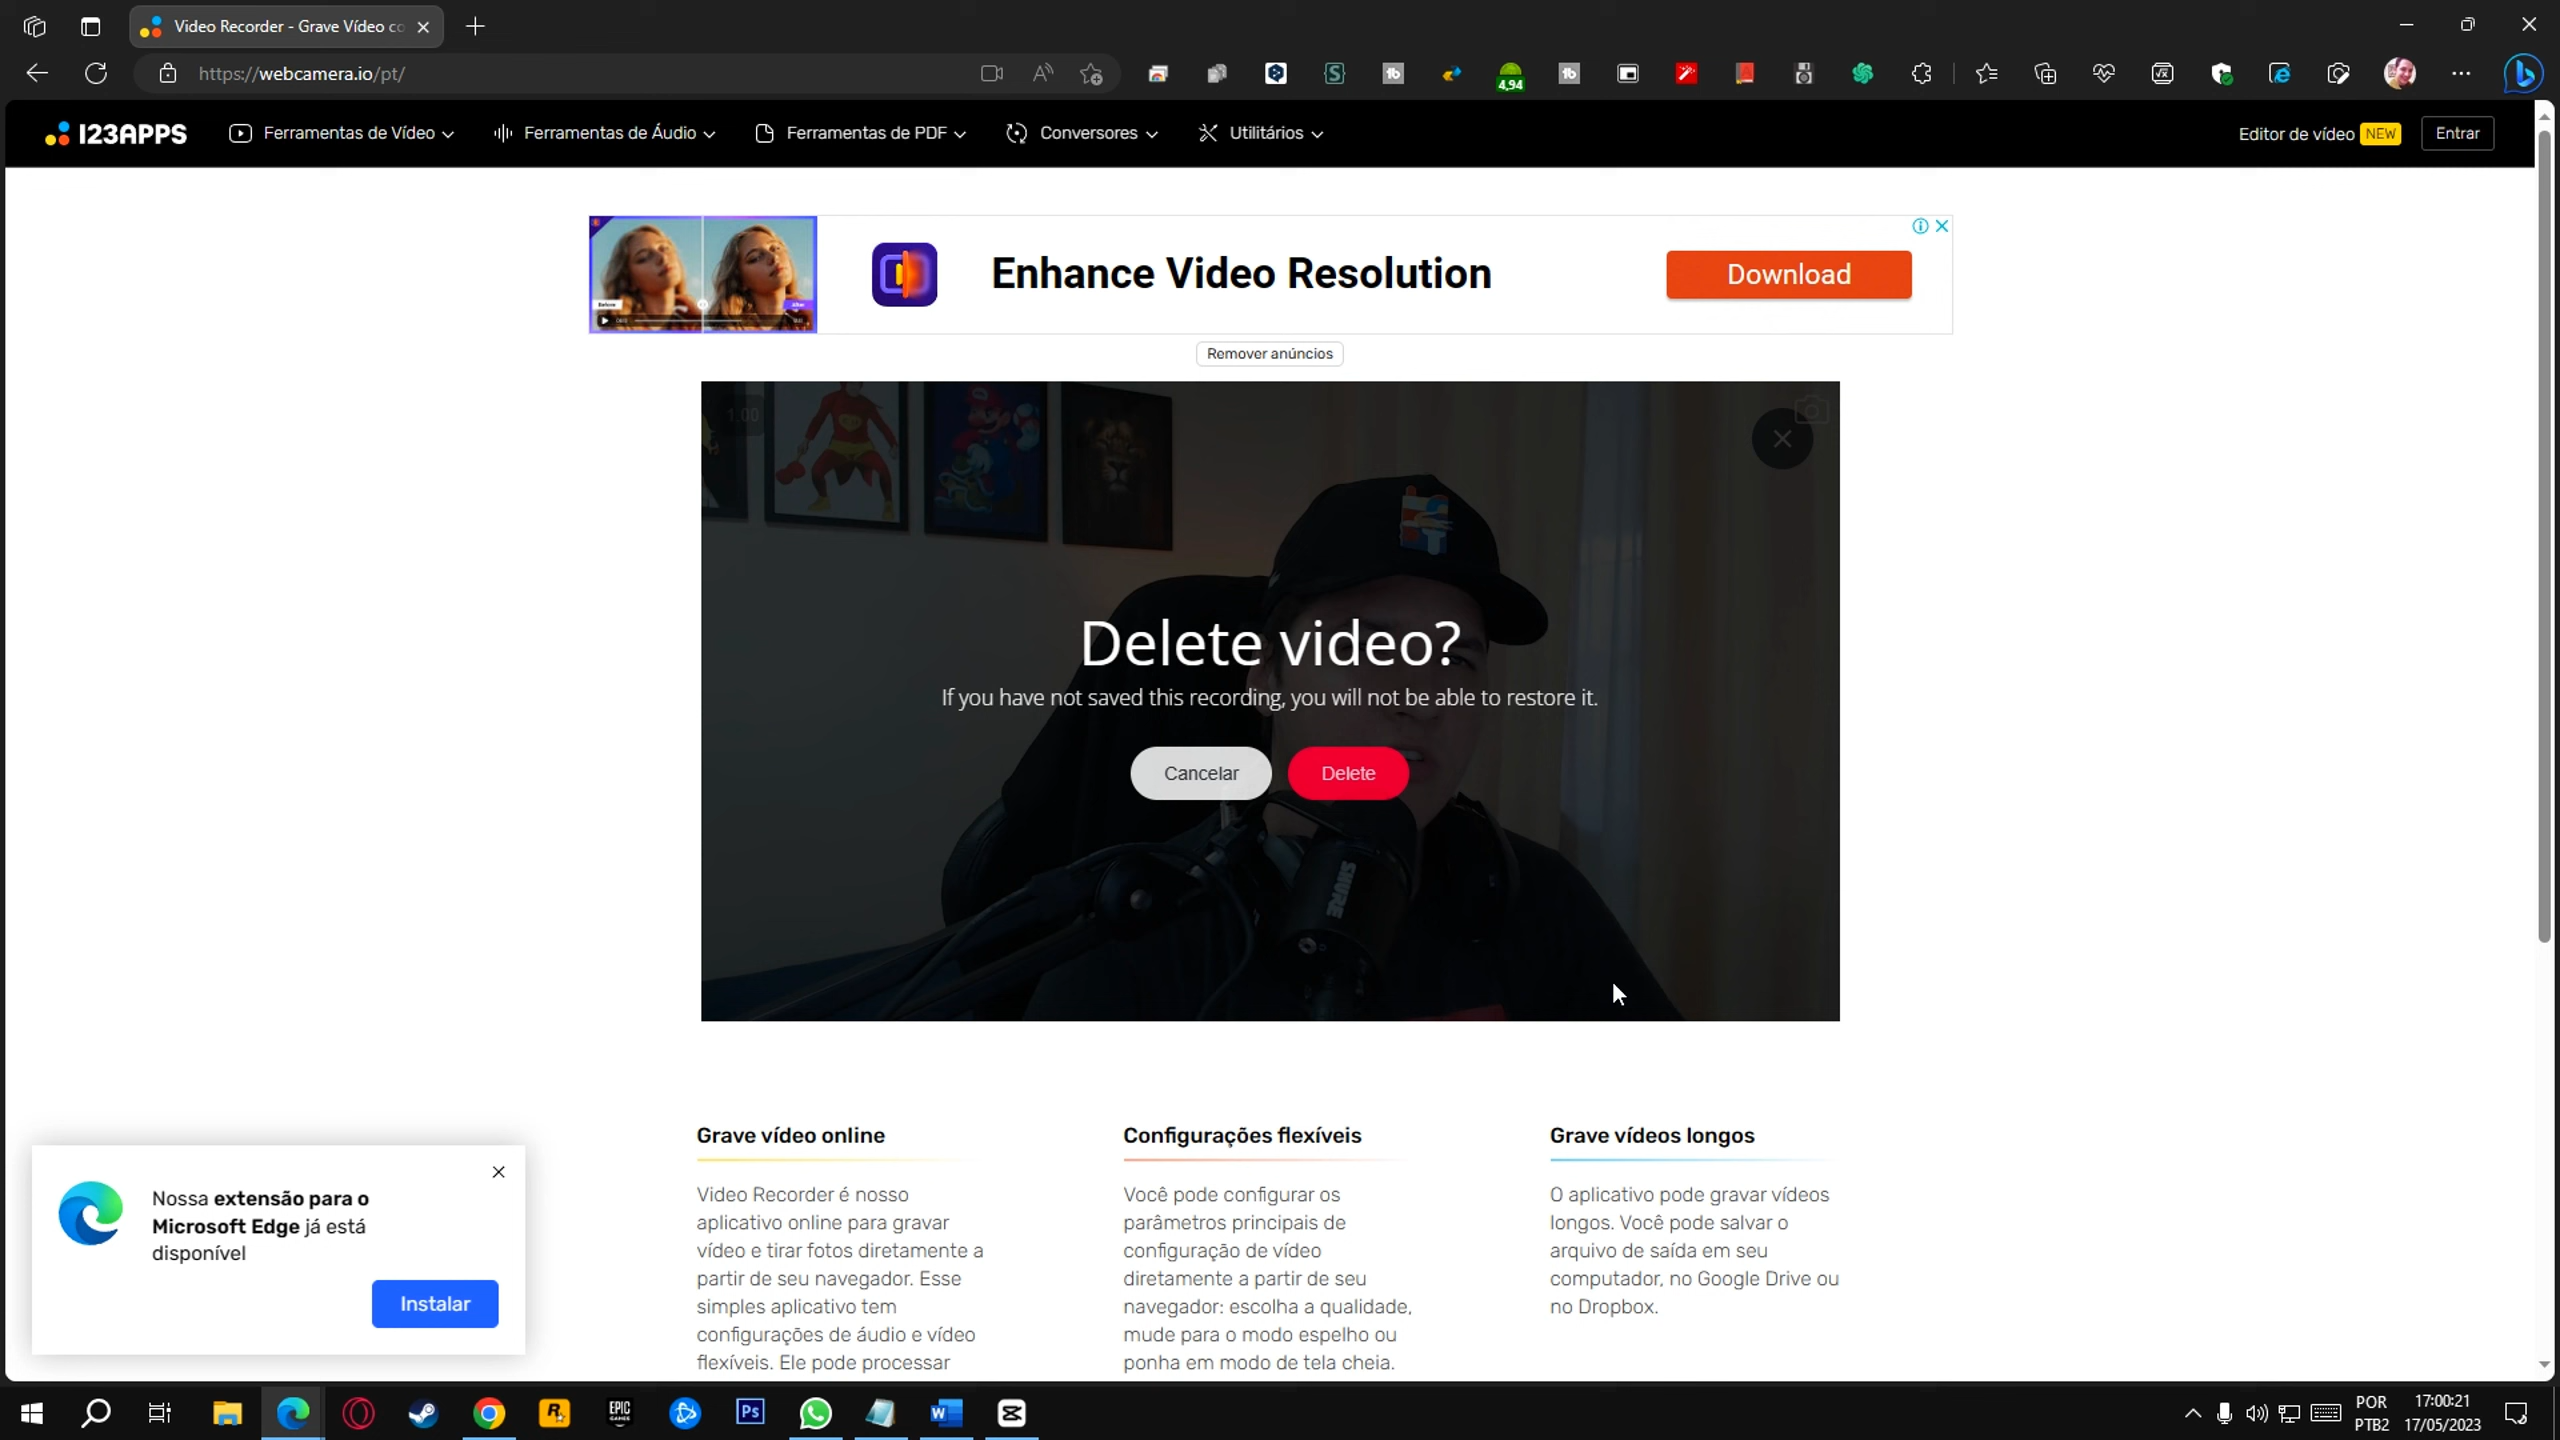 Video Recorder - Grave Vídeo co
https://webcamera.io/pt/
4,94
123APPS
Ferramentas de Vídeo
Ferramentas de Áudio
Ferramentas de PDF
Conversores
Utilitários
Editor de vídeo NEW
Entrar
Enhance Video Resolution
Download
Remover anúncios
1.00
Delete video?
If you have not saved this recording, you will not be able to restore it.
Cancelar
Delete
SHURE
Grave vídeo online
Vídeo Recorder é nosso
aplicativo online para gravar
vídeo e tirar fotos diretamente a
partir de seu navegador. Esse
simples aplicativo tem
configurações de áudio e vídeo
flexíveis. Ele pode processar
Configurações flexíveis
Você pode configurar os
parâmetros principais de
configuração de vídeo
diretamente a partir de seu
navegador: escolha a qualidade,
mude para o modo espelho ou
ponha em modo de tela cheia.
Grave vídeos longos
O aplicativo pode gravar vídeos
longos. Você pode salvar o
arquivo de saída em seu
computador, no Google Drive ou
no Dropbox.
Nossa extensão para o
Microsoft Edge já está
disponível
Instalar
EPIC
GAMES
Ps
POR
PTB2
17:00:21
17/05/2023